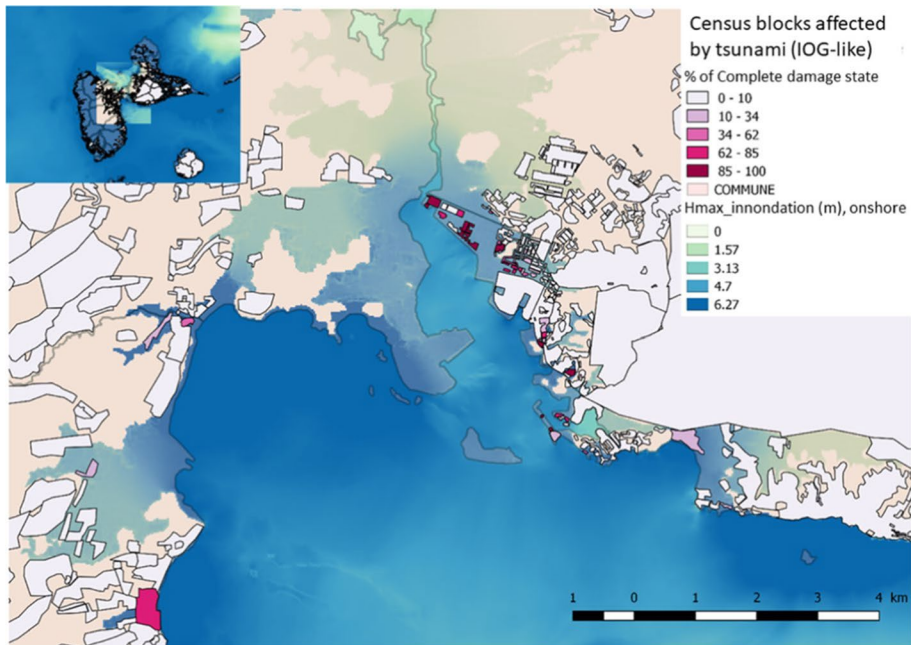 Census blocks affected
by tsunami (IOG-like)
% of Complete damage state
0 - 10
10 - 34
34 - 62
62 - 85
85 - 100
COMMUNE
Hmax_innondation (m), onshore
0
1.57
3.13
4.7
6.27
1 0 1 2 3 4 km